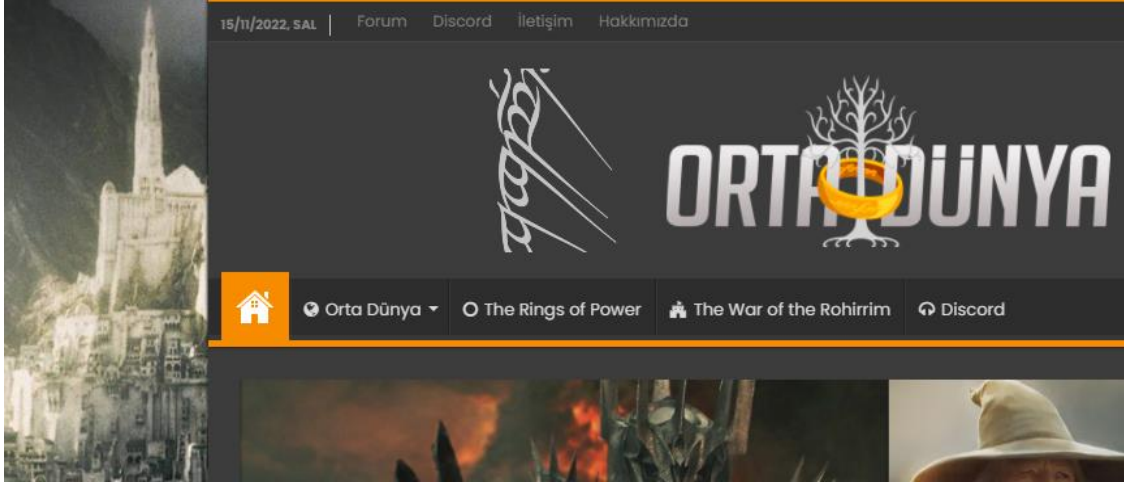 15/11/2022, SAL Forum Discord İletişim Hakkımızda
ORTA DÜNYA
Orta Dünya The Rings of Power The War of the Rohirrim Discord